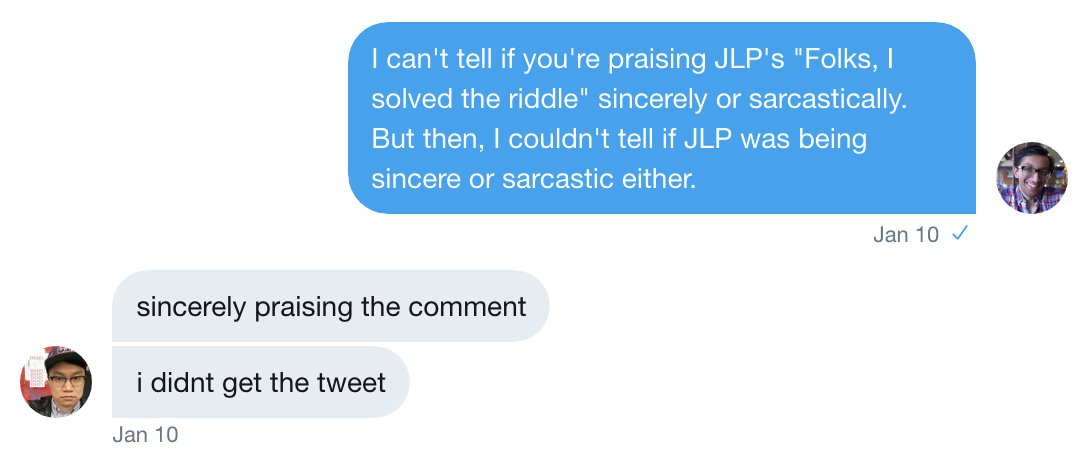 I can't tell if you're praising JLP's "Folks, I
solved the riddle" sincerely or sarcastically.
But then, I couldn't tell if JLP was being
sincere or sarcastic either.
Jan 10 ✓
sincerely praising the comment
i didnt get the tweet
Jan 10